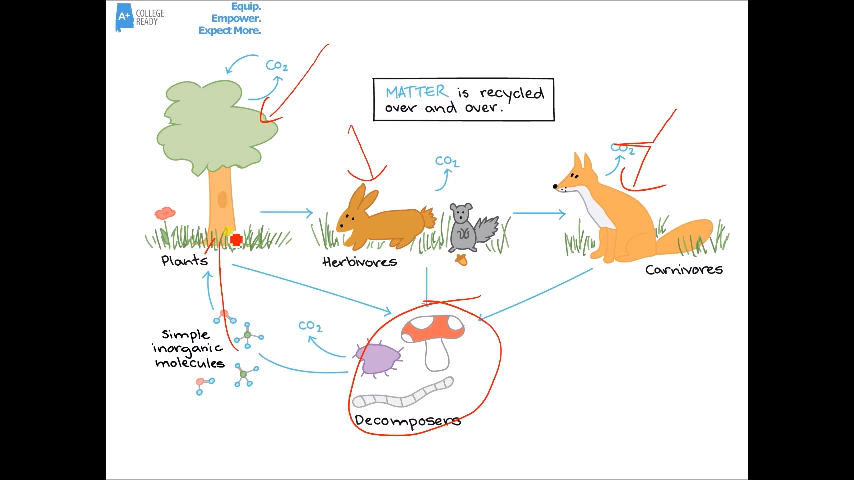 A+ COLLEGE
READY
Equip.
Empower.
Expect More.
CO2
MATTER is recycled
over and over.
CO2
CO2
Plants
Herbivores
Carnivores
simple
inorganic
molecules
CO2
Decomposers